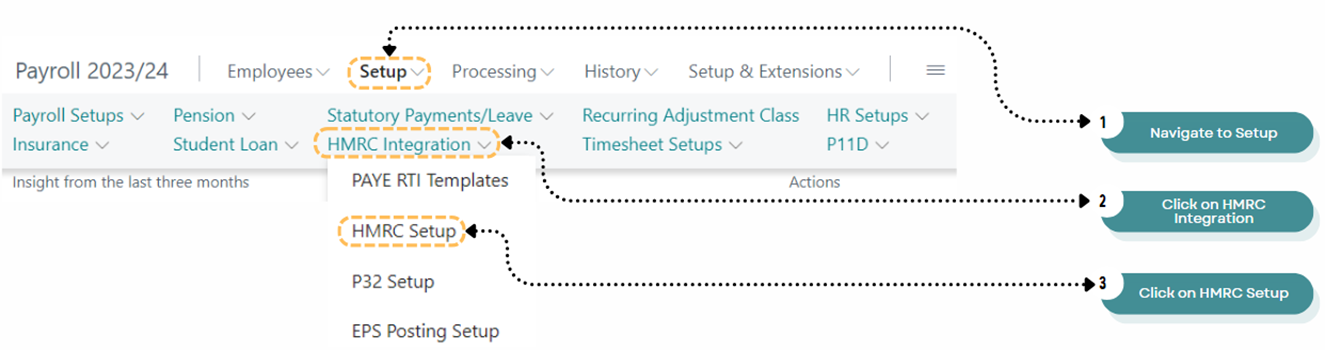 Payroll 2023/24 Employees Setup Processing History Setup & Extensions
Payroll Setups Pension Statutory Payments/Leave Recurring Adjustment Class HR Setups
Insurance Student Loan HMRC Integration Timesheet Setups P11D
Insight from the last three months Actions
PAYE RTI Templates
HMRC Setup
P32 Setup
EPS Posting Setup
1 Navigate to Setup
2 Click on HMRC
Integration
3 Click on HMRC Setup